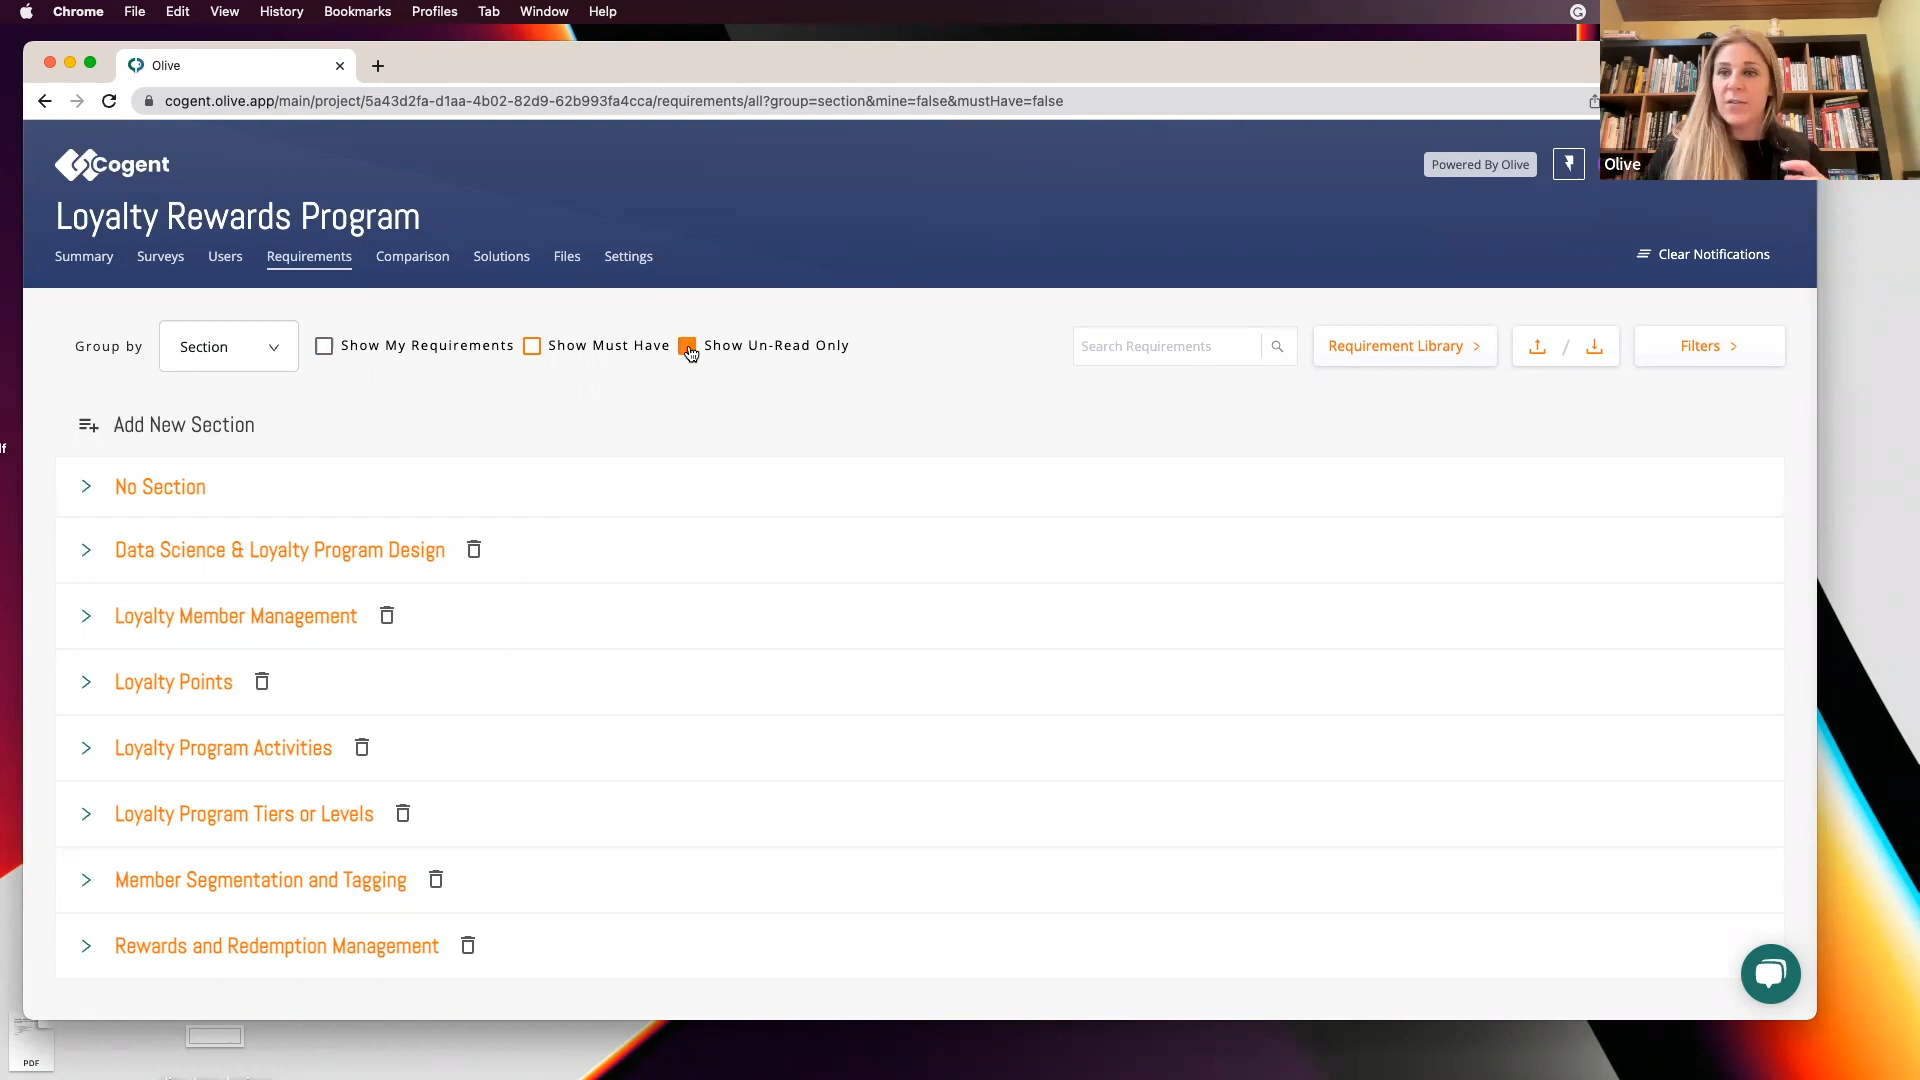 Chrome File Edit View History Bookmarks Profiles Tab Window Help
Olive
cogent.olive.app/main/project/5a43d2fa-d1aa-4b02-82d9-62b993fa4cca/requirements/all?group=section&mine=false&mustHave=false
Cogent
Powered By Olive
Olive
Loyalty Rewards Program
Summary Surveys Users Requirements Comparison Solutions Files Settings
Clear Notifications
Group by Section Show My Requirements Show Must Have Show Un-Read Only
Search Requirements Requirement Library > / Filters >
Add New Section
lf
> No Section
> Data Science & Loyalty Program Design
> Loyalty Member Management
> Loyalty Points
> Loyalty Program Activities
> Loyalty Program Tiers or Levels
> Member Segmentation and Tagging
> Rewards and Redemption Management
PDF